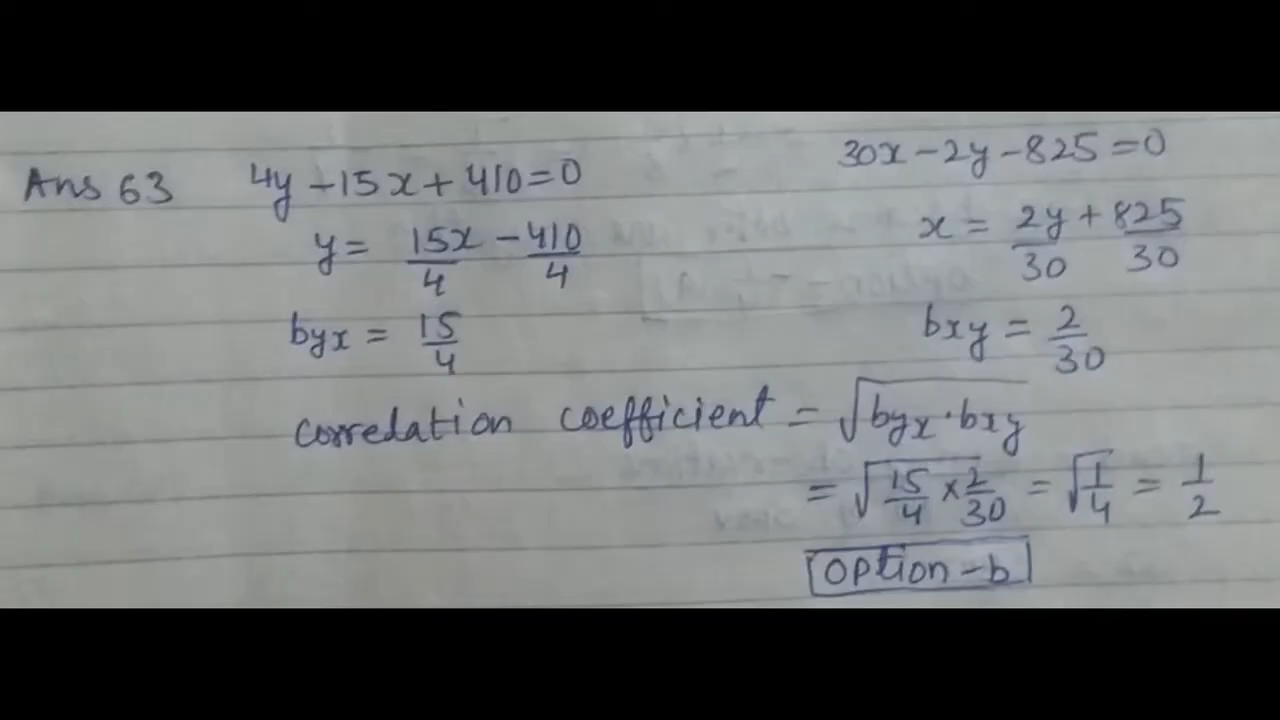 Ans 63 4y -15x + 410 = 0 30x - 2y - 825 = 0
y = 15x/4 - 410/4 x = 2y/30 + 825/30
byx = 15/4 bxy = 2/30
corredation coefficient = √byx·bxy
= √15/4 × 2/30 = √1/4 = 1/2
option - b